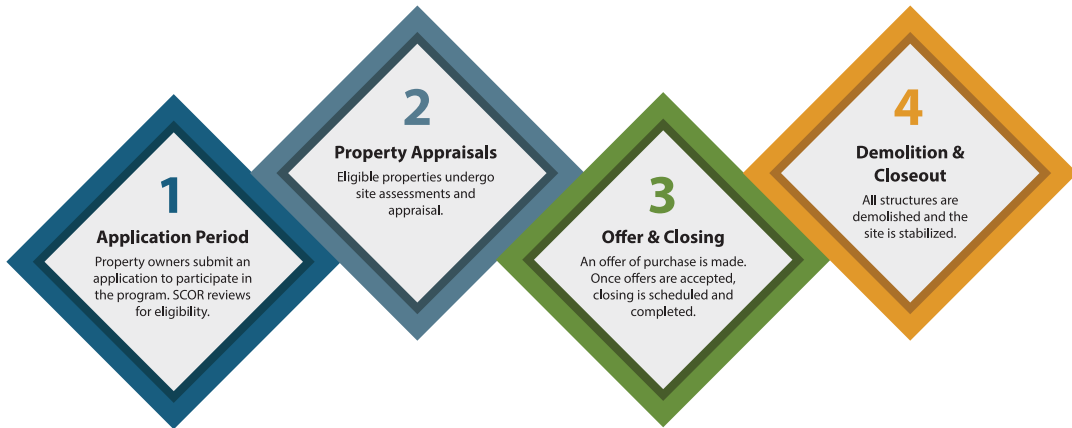 1
Application Period
Property owners submit an
application to participate in
the program. SCOR reviews
for eligibility.
2
Property Appraisals
Eligible properties undergo
site assessments and
appraisal.
3
Offer & Closing
An offer of purchase is made.
Once offers are accepted,
closing is scheduled and
completed.
4
Demolition &
Closeout
All structures are
demolished and the
site is stabilized.